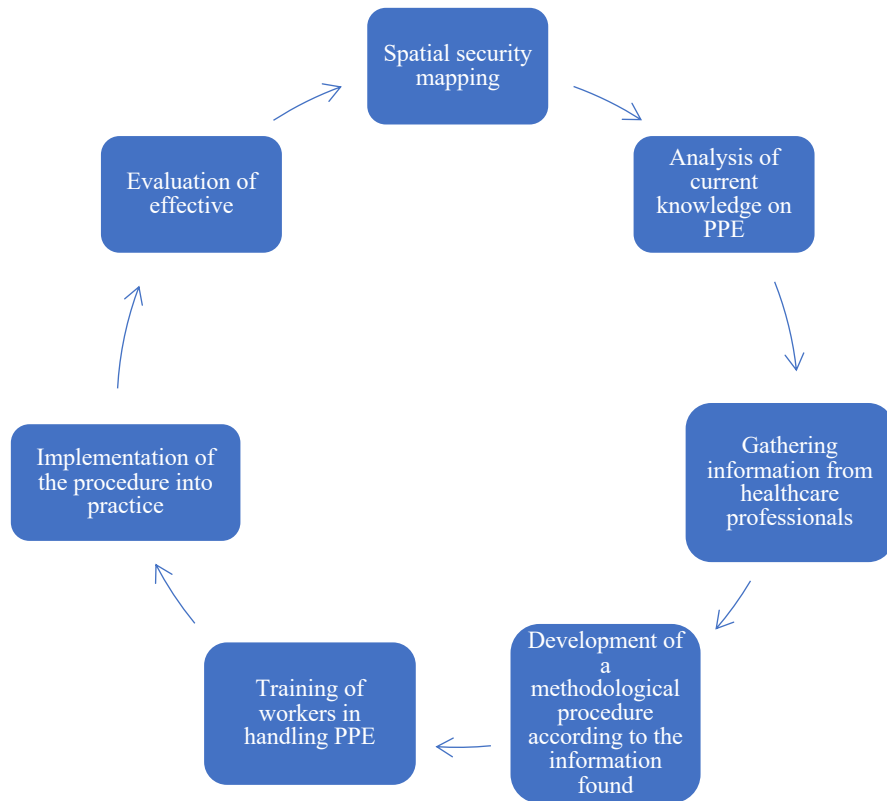 Spatial security
mapping
Analysis of
current
knowledge on
PPE
Gathering
information from
healthcare
professionals
Development of
a
methodological
procedure
according to the
information
found
Training of
workers in
handling PPE
Implementation of
the procedure into
practice
Evaluation of
effective